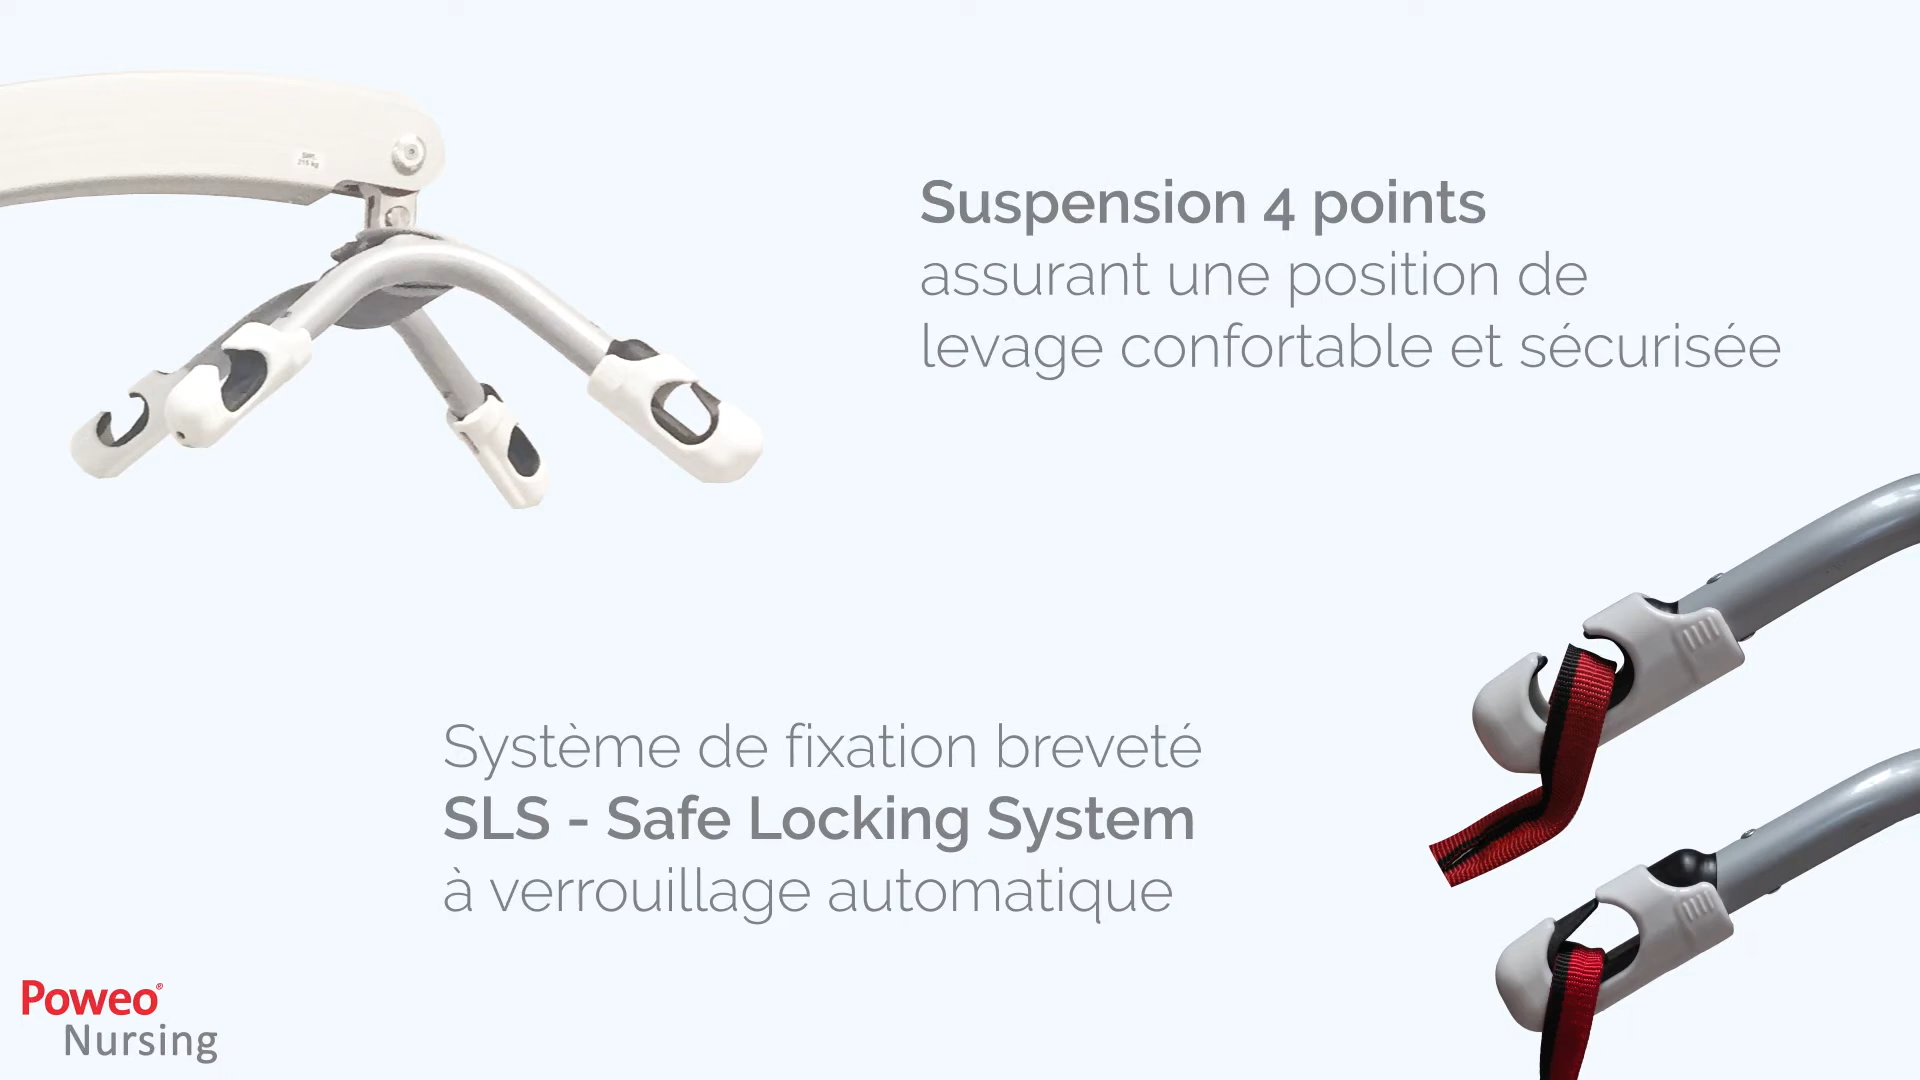 Suspension 4 points
assurant une position de
levage confortable et sécurisée
Système de fixation breveté
SLS - Safe Locking System
à verrouillage automatique
Poweo®
Nursing